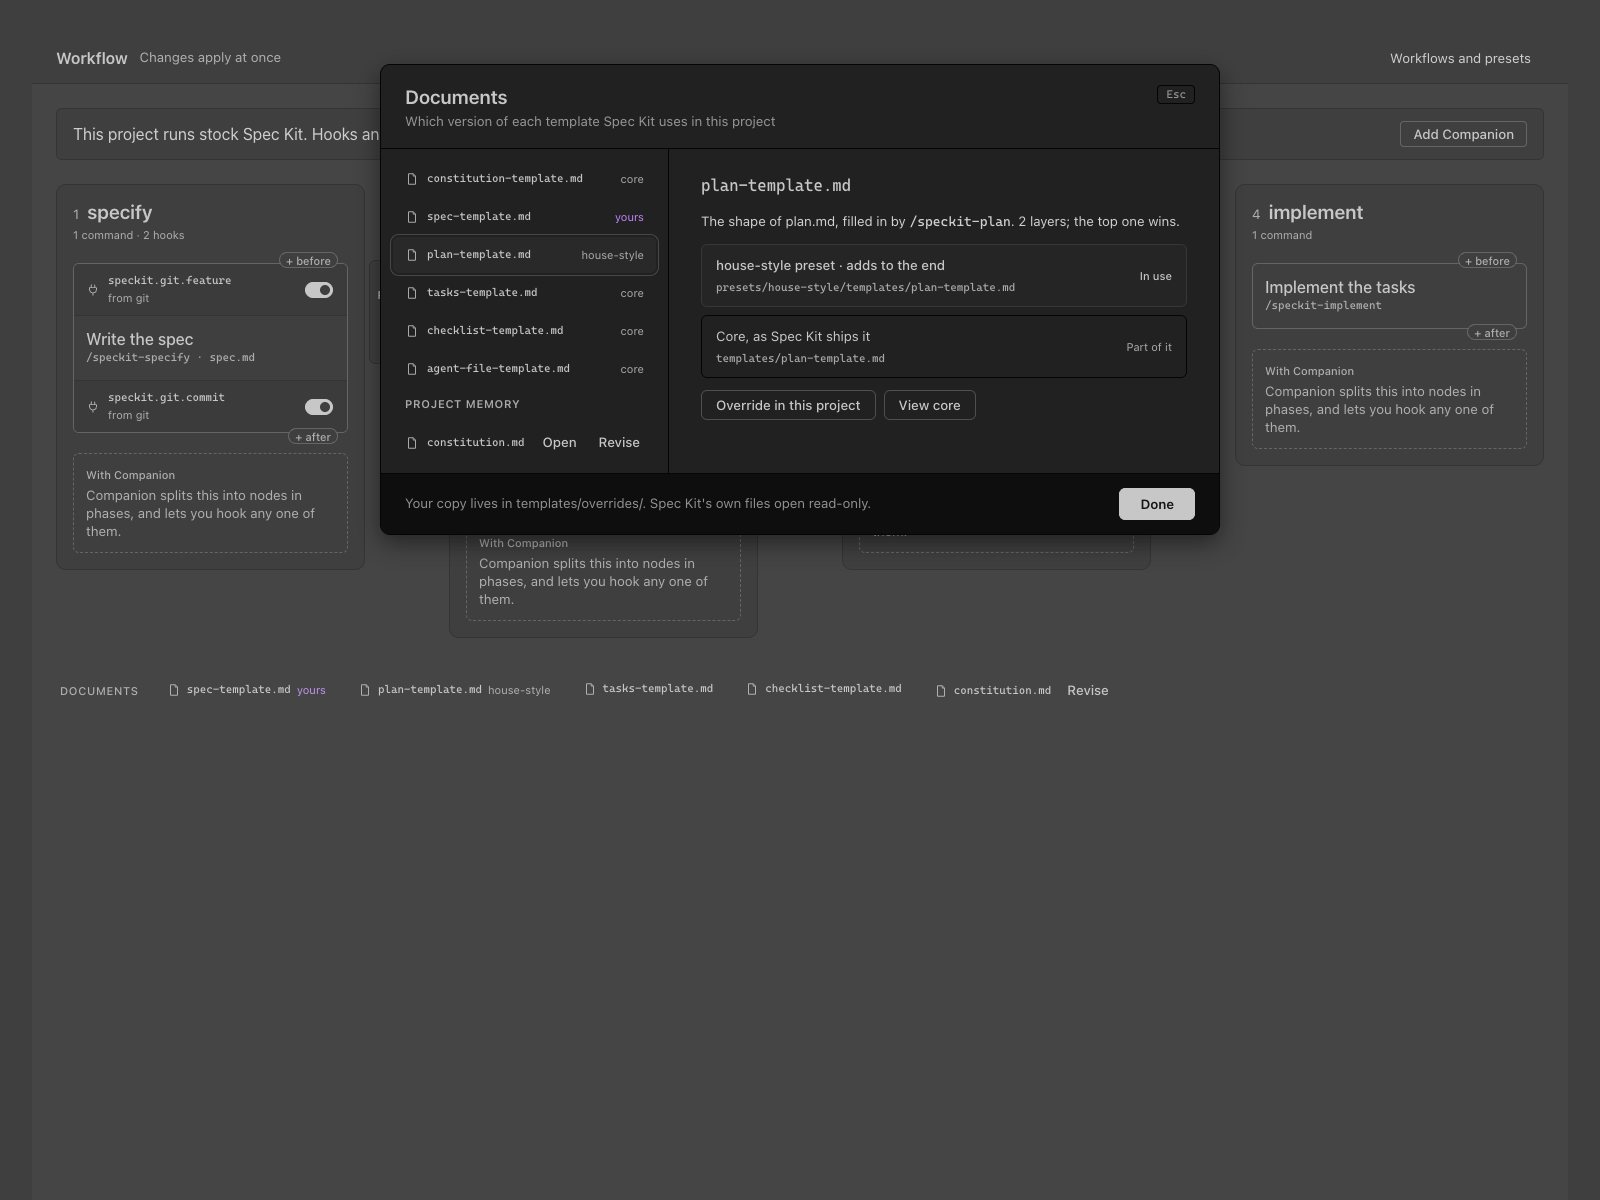 Workflow Changes apply at once
Workflows and presets
This project runs stock Spec Kit. Hooks an
Add Companion
1 specify
1 command · 2 hooks
+ before
speckit.git.feature
from git
Write the spec
/speckit-specify · spec.md
speckit.git.commit
from git
+ after
With Companion
Companion splits this into nodes in
phases, and lets you hook any one of
them.
Documents
Esc
Which version of each template Spec Kit uses in this project
constitution-template.md core
spec-template.md yours
plan-template.md house-style
tasks-template.md core
checklist-template.md core
agent-file-template.md core
PROJECT MEMORY
constitution.md Open Revise
plan-template.md
The shape of plan.md, filled in by /speckit-plan. 2 layers; the top one wins.
house-style preset · adds to the end
presets/house-style/templates/plan-template.md
In use
Core, as Spec Kit ships it
templates/plan-template.md
Part of it
Override in this project
View core
Your copy lives in templates/overrides/. Spec Kit's own files open read-only.
Done
With Companion
Companion splits this into nodes in
phases, and lets you hook any one of
them.
4 implement
1 command
+ before
Implement the tasks
/speckit-implement
+ after
With Companion
Companion splits this into nodes in
phases, and lets you hook any one of
them.
DOCUMENTS spec-template.md yours plan-template.md house-style tasks-template.md checklist-template.md constitution.md Revise